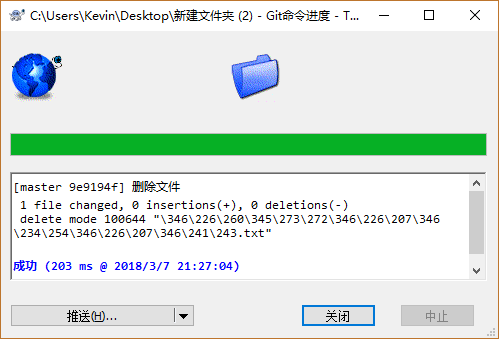 C:\Users\Kevin\Desktop\新建文件夹 (2) - Git命令进度 - T...
[master 9e9194f] 删除文件
1 file changed, 0 insertions(+), 0 deletions(-)
delete mode 100644 "\346\226\260\345\273\272\346\226\207\346
\234\254\346\226\207\346\241\243.txt"
成功 (203 ms @ 2018/3/7 21:27:04)
推送(H)...
关闭
中止